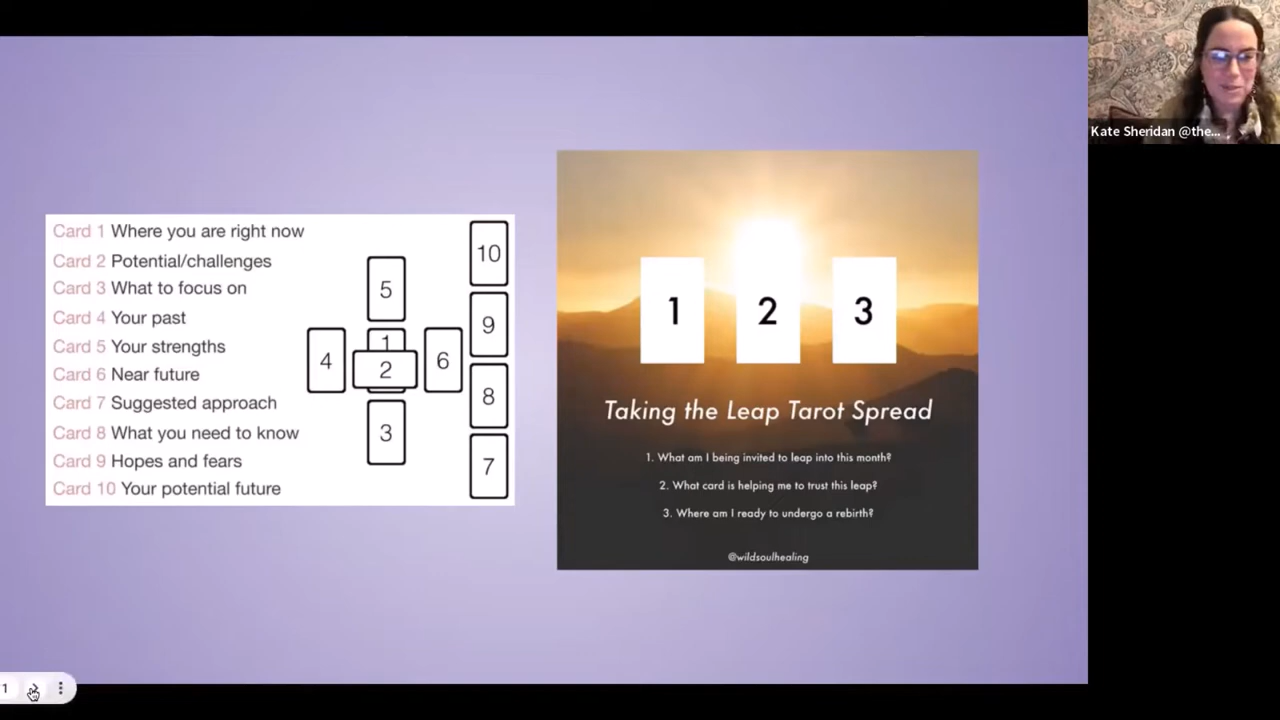 Kate Sheridan @the...
Card 1 Where you are right now
Card 2 Potential/challenges
Card 3 What to focus on
Card 4 Your past
Card 5 Your strengths
Card 6 Near future
Card 7 Suggested approach
Card 8 What you need to know
Card 9 Hopes and fears
Card 10 Your potential future
10
5
9
1
4
2
6
8
3
7
1 2 3
Taking the Leap Tarot Spread
1. What am I being invited to leap into this month?
2. What card is helping me to trust this leap?
3. Where am I ready to undergo a rebirth?
@wildsoulhealing
1